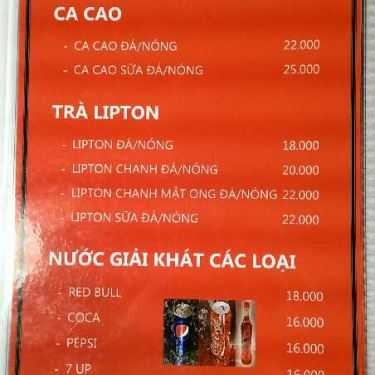 CA CAO
- CA CAO ĐÁ/NÓNG 22.000
- CA CAO SỮA ĐÁ/NÓNG 25.000
TRÀ LIPTON
- LIPTON ĐÁ/NÓNG 18.000
- LIPTON CHANH ĐÁ/NÓNG 20.000
- LIPTON CHANH MẬT ONG ĐÁ/NÓNG 22.000
- LIPTON SỮA ĐÁ/NÓNG 22.000
NƯỚC GIẢI KHÁT CÁC LOẠI
- RED BULL 18.000
- COCA 16.000
- PEPSI 16.000
- 7 UP 16.000